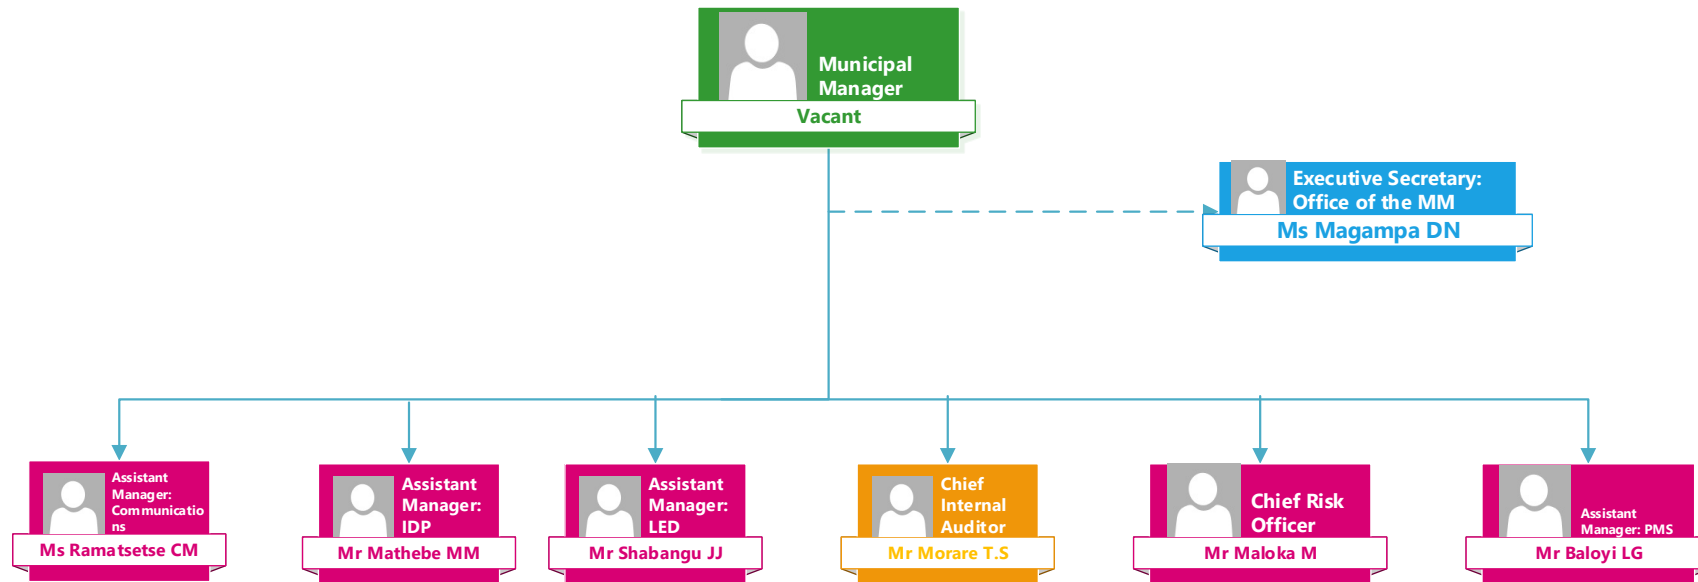 Municipal
Manager
Vacant
Executive Secretary:
Office of the MM
Ms Magampa DN
Assistant
Manager:
Communicatio
ns
Ms Ramatsetse CM
Assistant
Manager:
IDP
Mr Mathebe MM
Assistant
Manager:
LED
Mr Shabangu JJ
Chief
Internal
Auditor
Mr Morare T.S
Chief Risk
Officer
Mr Maloka M
Assistant
Manager: PMS
Mr Baloyi LG